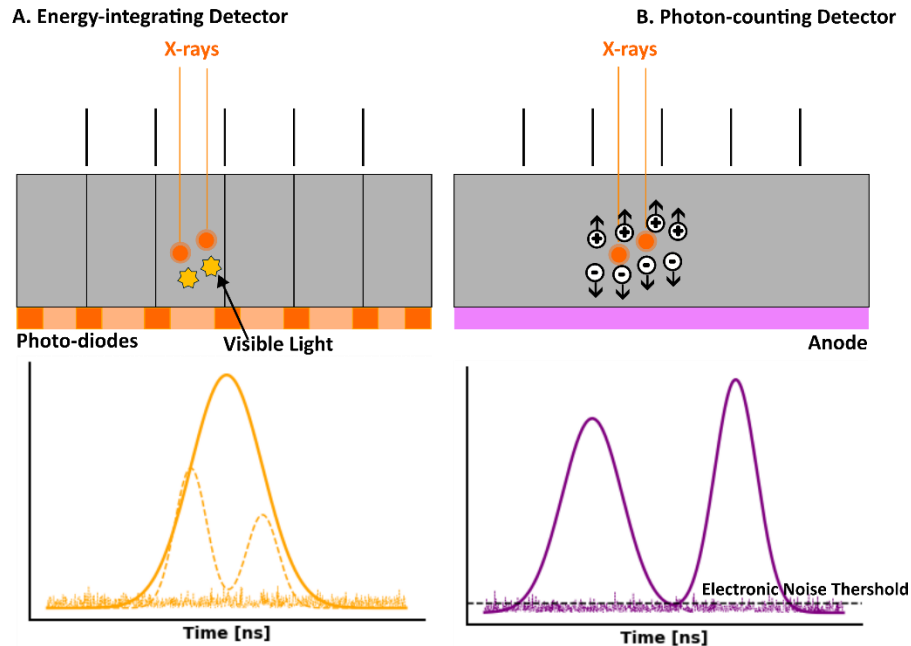 A. Energy-integrating Detector
B. Photon-counting Detector
X-rays
X-rays
+ + + +
- - - -
Photo-diodes
Visible Light
Anode
Electronic Noise Thershold
Time [ns]
Time [ns]